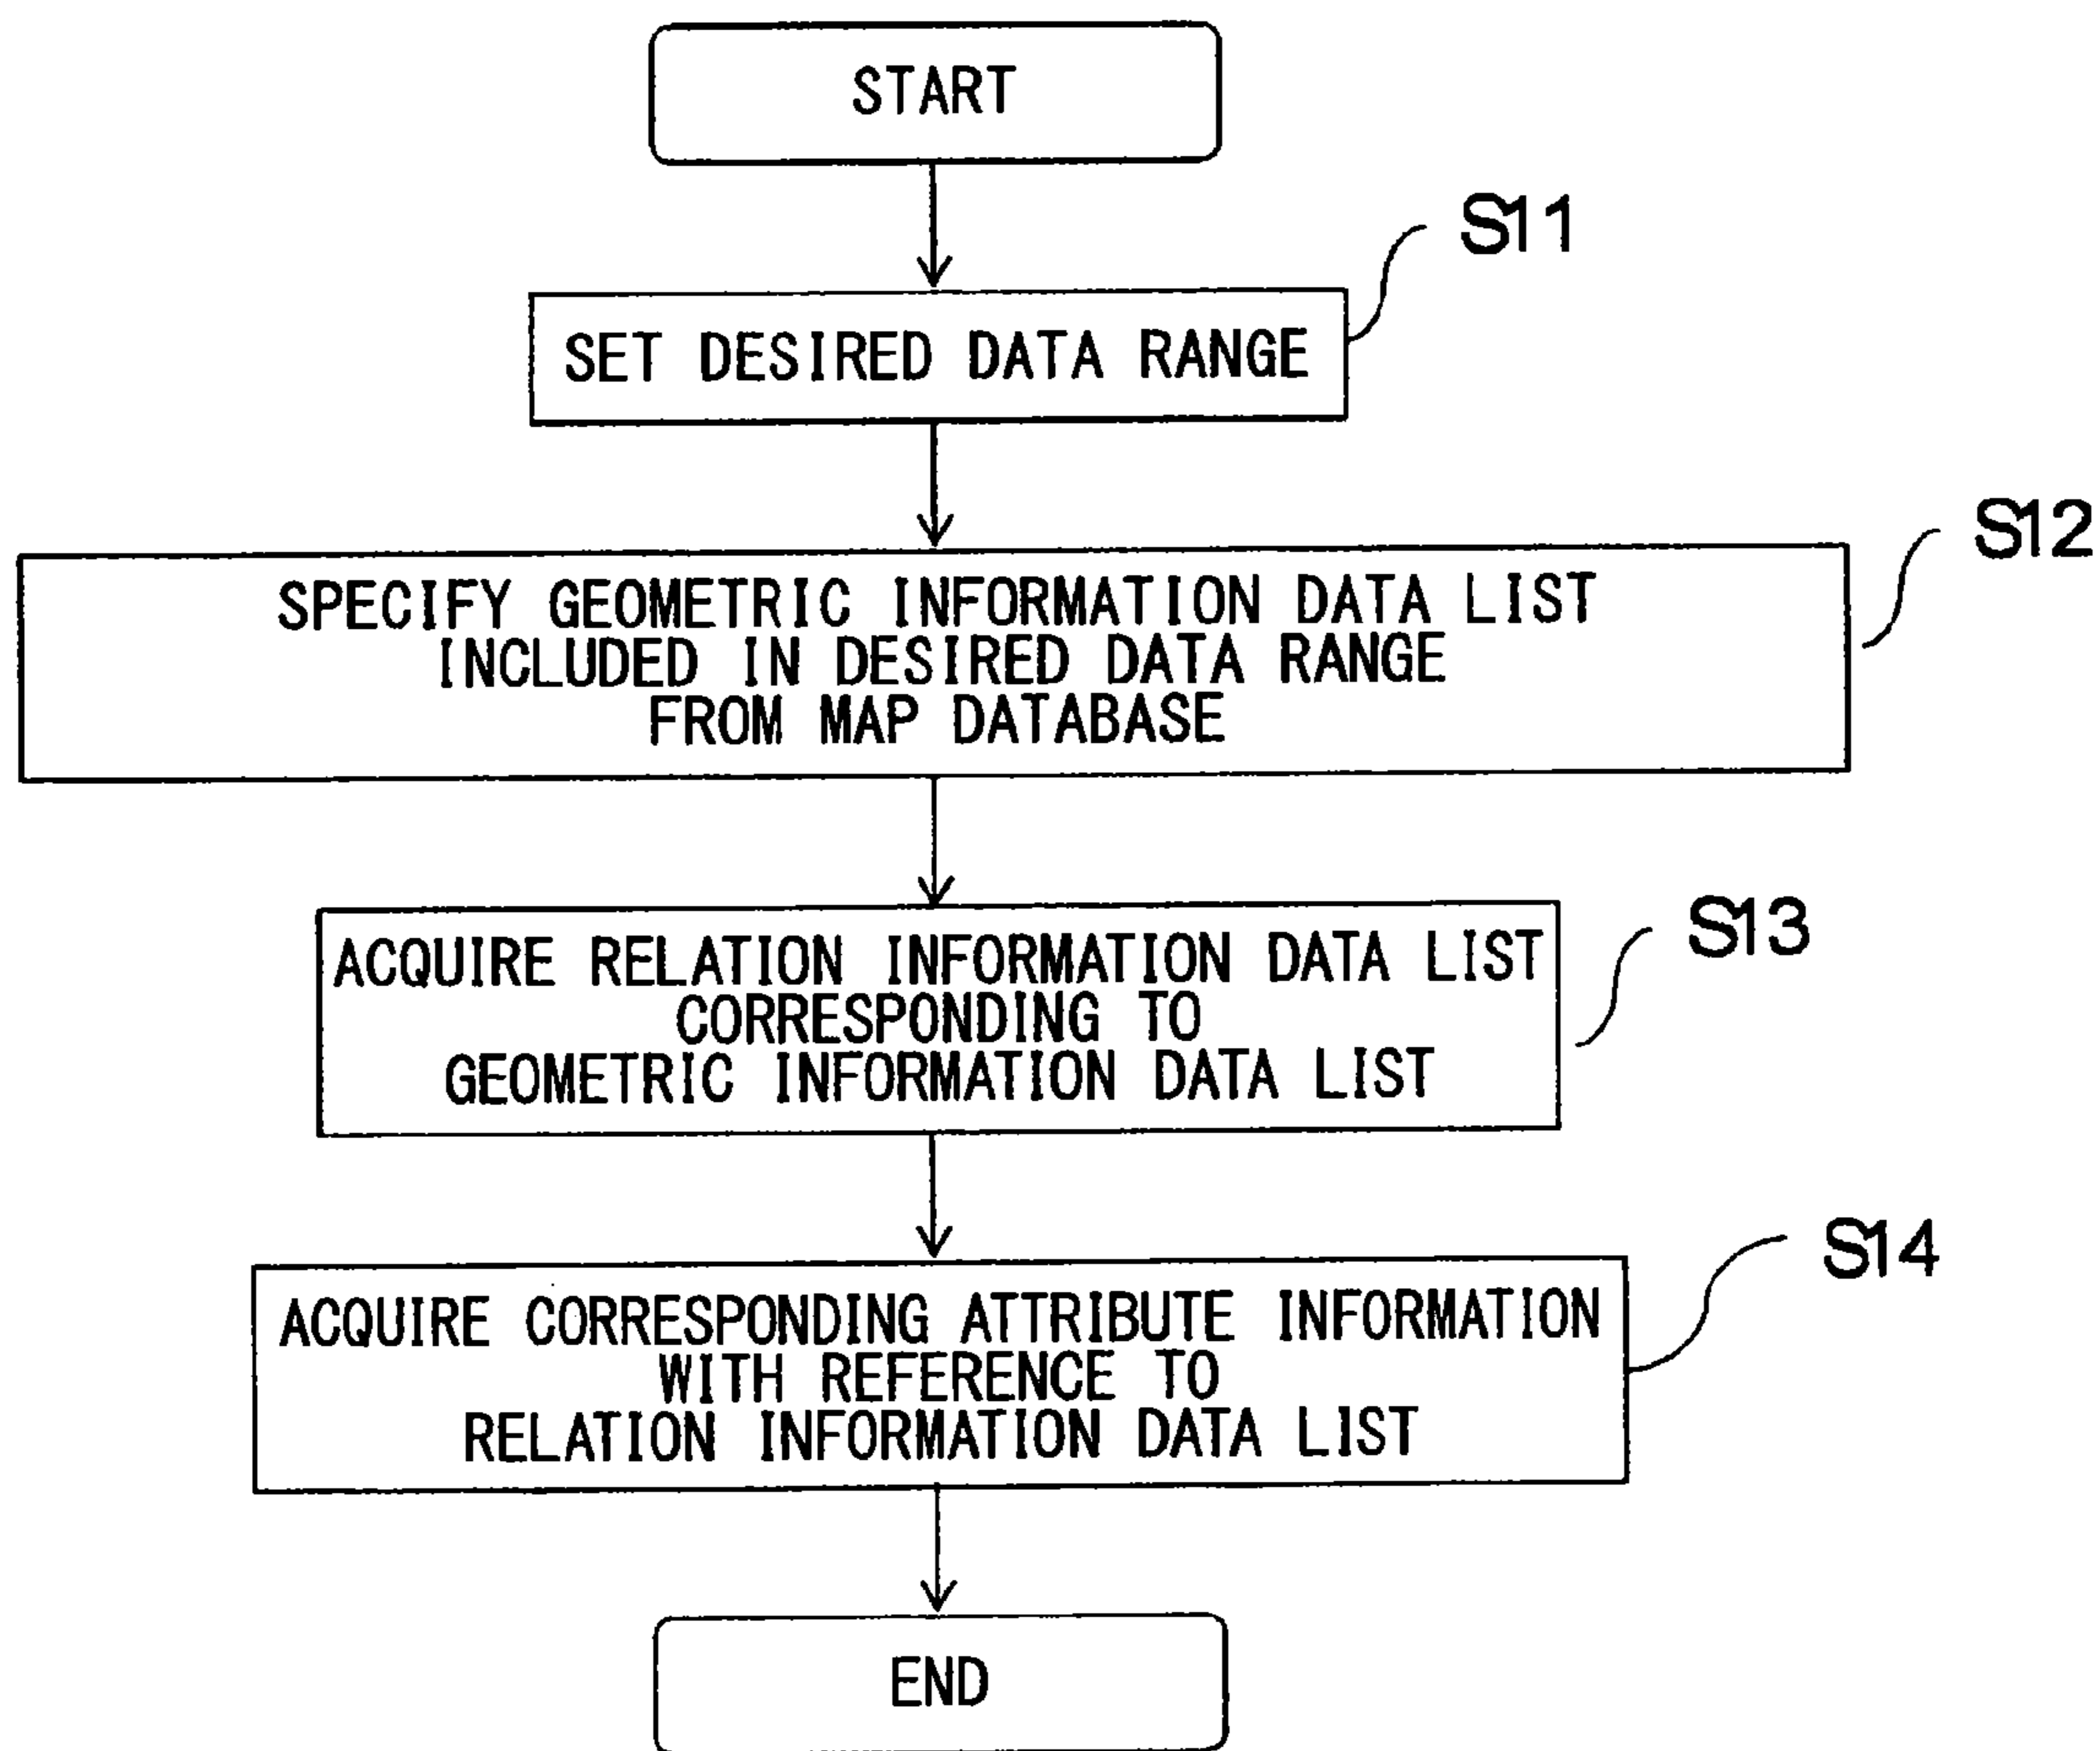 START
S11
SET DESIRED DATA RANGE
S12
SPECIFY GEOMETRIC INFORMATION DATA LIST
INCLUDED IN DESIRED DATA RANGE
FROM MAP DATABASE
S13
ACQUIRE RELATION INFORMATION DATA LIST
CORRESPONDING TO
GEOMETRIC INFORMATION DATA LIST
S14
ACQUIRE CORRESPONDING ATTRIBUTE INFORMATION
WITH REFERENCE TO
RELATION INFORMATION DATA LIST
END